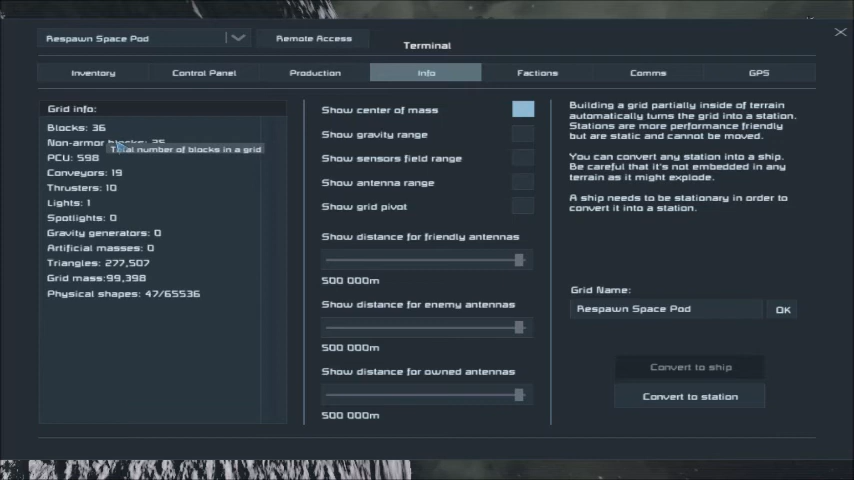 Respawn Space Pod
Remote Access
Terminal
Inventory
Control Panel
Production
Info
Factions
Comms
GPS
Grid info:
Blocks: 36
Non-armor blocks: 35
Total number of blocks in a grid
PCU: 598
Conveyors: 19
Thrusters: 10
Lights: 1
Spotlights: 0
Gravity generators: 0
Artificial masses: 0
Triangles: 277,507
Grid mass:99,398
Physical shapes: 47/65536
Show center of mass
Show gravity range
Show sensors field range
Show antenna range
Show grid pivot
Show distance for friendly antennas
500 000m
Show distance for enemy antennas
500 000m
Show distance for owned antennas
500 000m
Building a grid partially inside of terrain
automatically turns the grid into a station.
Stations are more performance friendly
but are static and cannot be moved.
You can convert any station into a ship.
Be careful that it's not embedded in any
terrain as it might explode.
A ship needs to be stationary in order to
convert it into a station.
Grid Name:
Respawn Space Pod
OK
Convert to ship
Convert to station